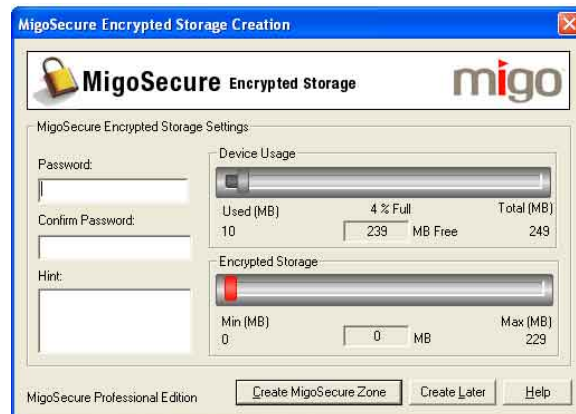 MigoSecure Encrypted Storage Creation
MigoSecure Encrypted Storage
migo
MigoSecure Encrypted Storage Settings
Password:
Confirm Password:
Hint:
Device Usage
Used (MB) 4 % Full Total (MB)
10 239 MB Free 249
Encrypted Storage
Min (MB) Max (MB)
0 0 MB 229
MigoSecure Professional Edition
Create MigoSecure Zone
Create Later
Help